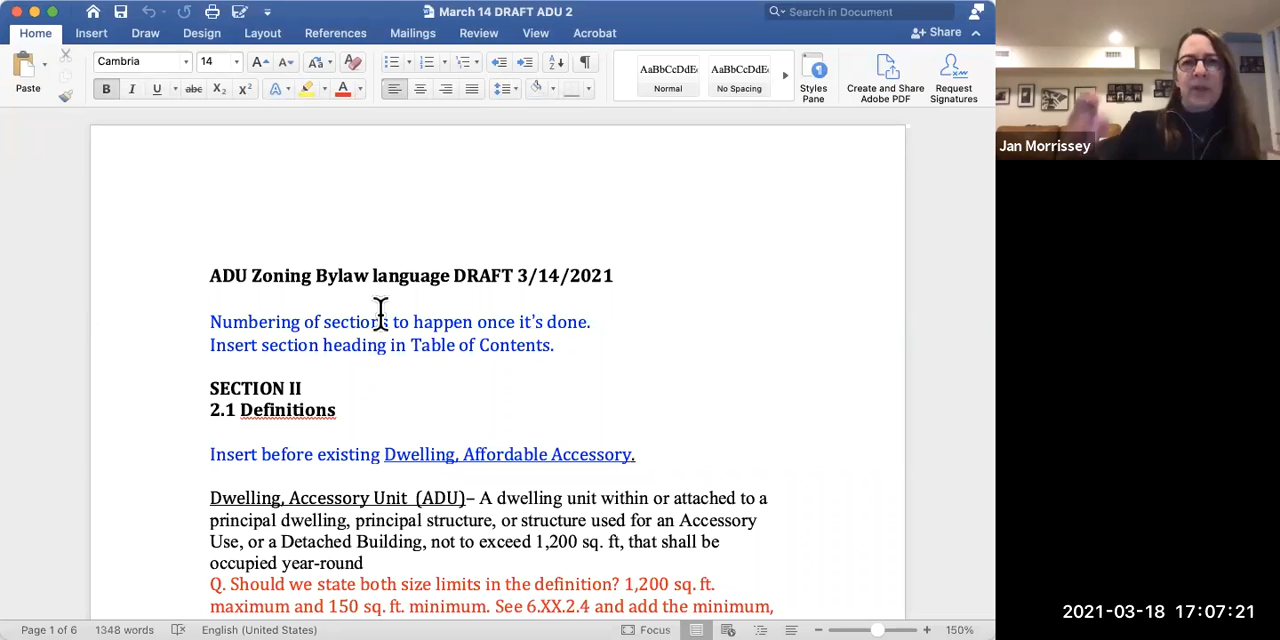 March 14 DRAFT ADU 2
Search in Document
Home Insert Draw Design Layout References Mailings Review View Acrobat
Share
Paste
Cambria 14
AaBbCcDdE AaBbCcDdE
Normal No Spacing
Styles Pane
Create and Share Adobe PDF
Request Signatures
Jan Morrissey
ADU Zoning Bylaw language DRAFT 3/14/2021
Numbering of sections to happen once it's done.
Insert section heading in Table of Contents.
SECTION II
2.1 Definitions
Insert before existing Dwelling, Affordable Accessory.
Dwelling, Accessory Unit (ADU)– A dwelling unit within or attached to a
principal dwelling, principal structure, or structure used for an Accessory
Use, or a Detached Building, not to exceed 1,200 sq. ft, that shall be
occupied year-round
Q. Should we state both size limits in the definition? 1,200 sq. ft.
maximum and 150 sq. ft. minimum. See 6.XX.2.4 and add the minimum,
2021-03-18 17:07:21
Page 1 of 6 1348 words English (United States) Focus 150%